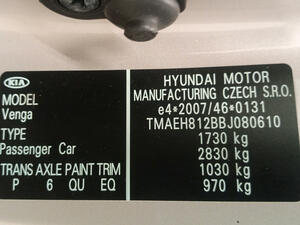 KIA
MODEL
Venga
TYPE
Passenger Car
TRANS AXLE PAINT TRIM
P 6 QU EQ
HYUNDAI MOTOR
MANUFACTURING CZECH S.R.O.
e4*2007/46*0131
TMAEH812BBJ080610
1730 kg
2830 kg
1030 kg
970 kg